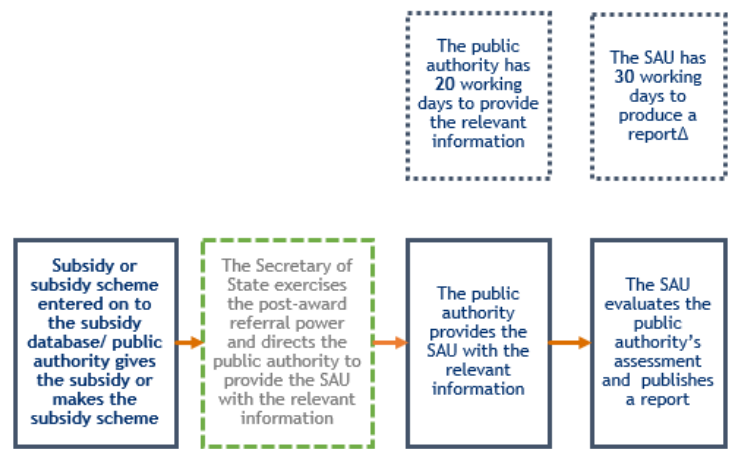 The public
authority has
20 working
days to provide
the relevant
information
The SAU has
30 working
days to
produce a
reportΔ
Subsidy or
subsidy scheme
entered on to
the subsidy
database/ public
authority gives
the subsidy or
makes the
subsidy scheme
The Secretary of
State exercises
the post-award
referral power
and directs the
public authority to
provide the SAU
with the relevant
information
The public
authority
provides the
SAU with the
relevant
information
The SAU
evaluates the
public
authority's
assessment
and publishes
a report